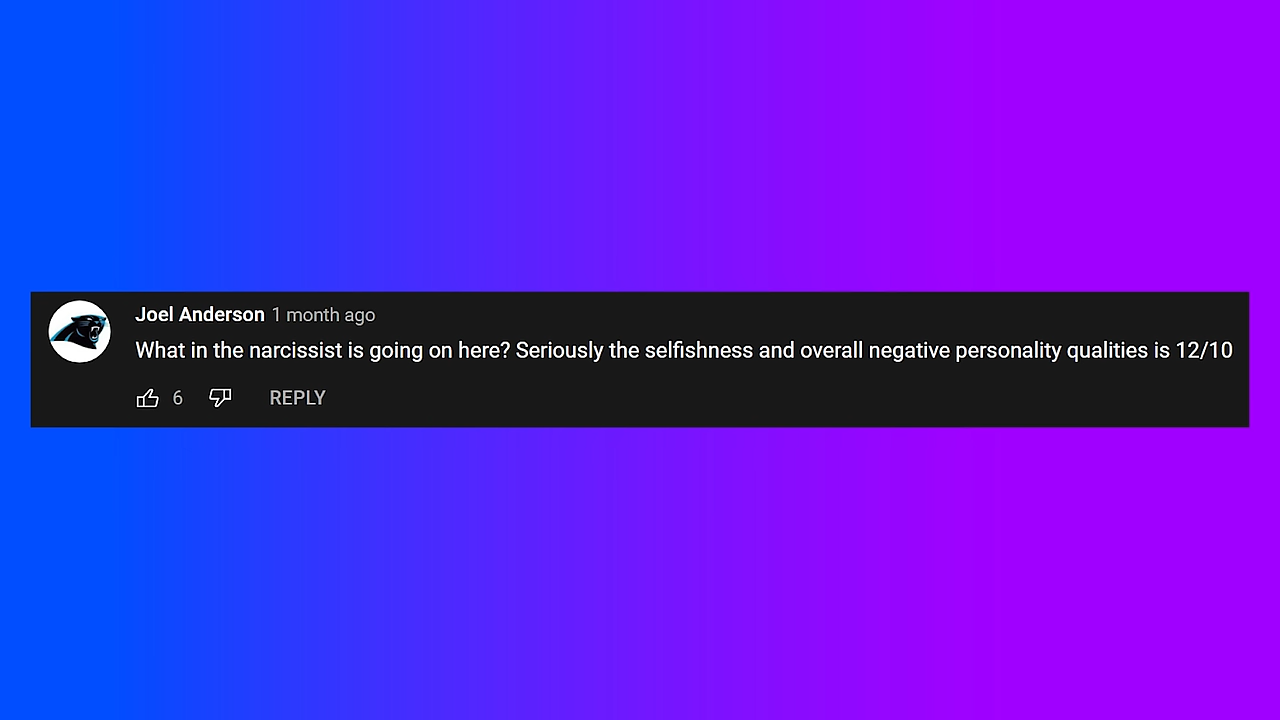 Joel Anderson 1 month ago
What in the narcissist is going on here? Seriously the selfishness and overall negative personality qualities is 12/10
6 REPLY